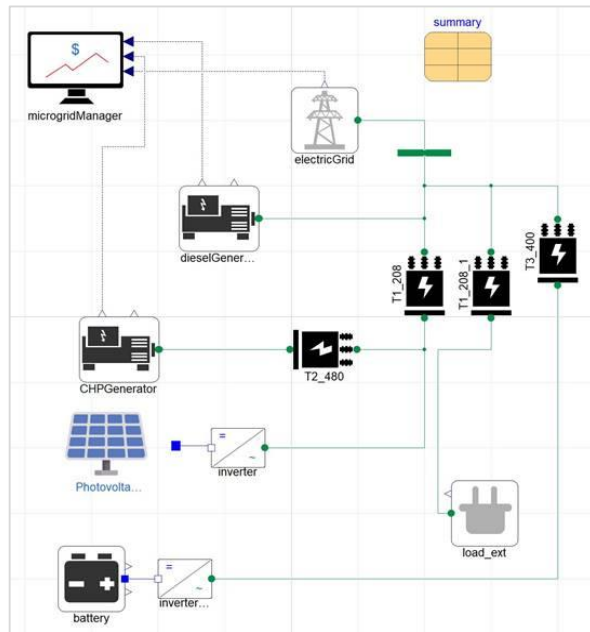 summary
$
microgridManager
electricGrid
dieselGener...
T1_208
T1_208_1
T3_400
CHPGenerator
T2_480
=
~
inverter
Photovolta...
load_ext
=
~
battery
inverter...